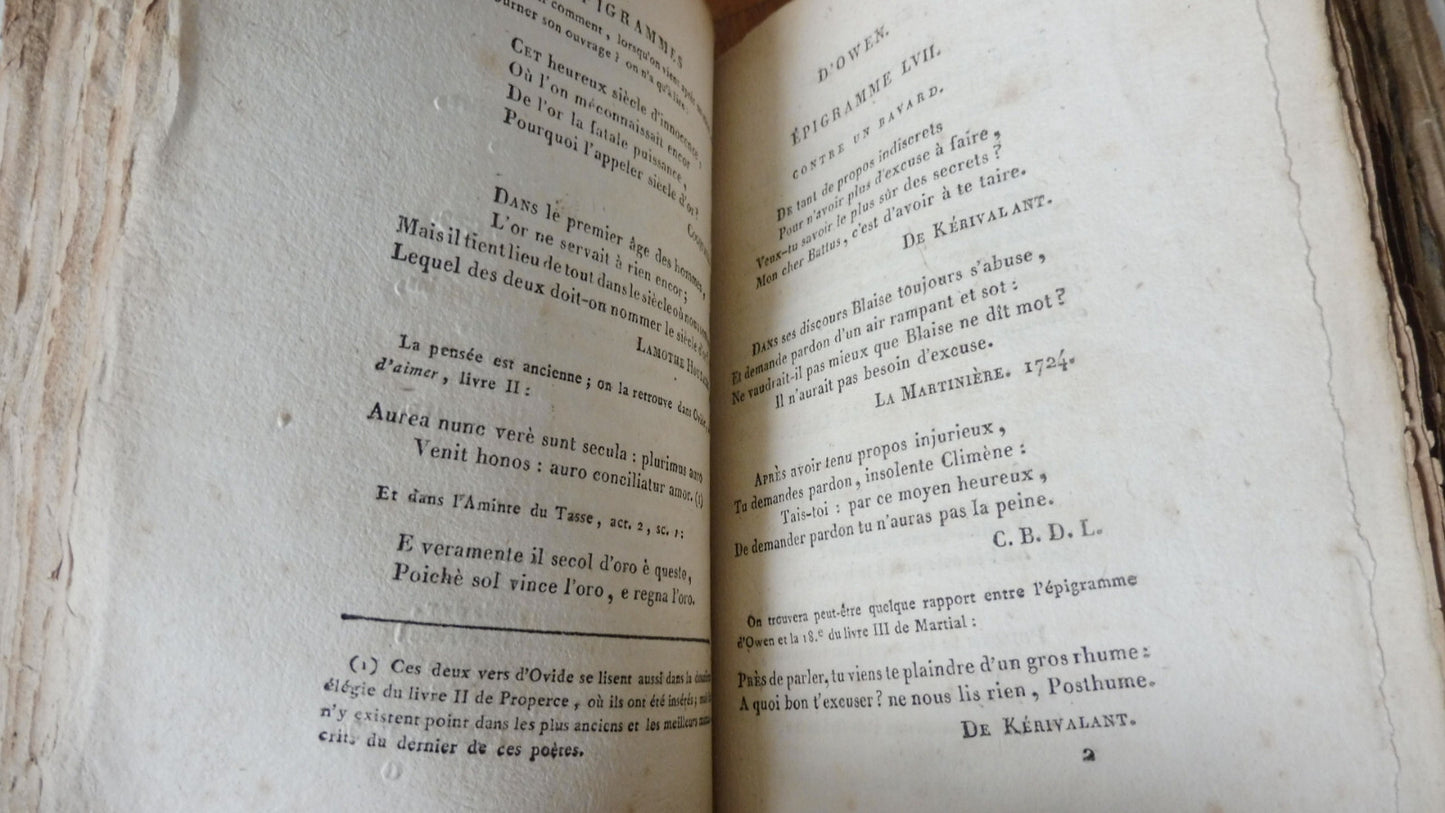 ÉPIGRAMMES
comment, lorsqu'on vient après
tourner son ouvrage? on n'a qu'à lire.
CET heureux siècle d'innocence,
Où l'on méconnaissait encor
De l'or la fatale puissance,
Pourquoi l'appeler siècle d'or?
DANS le premier âge des hommes,
L'or ne servait à rien encor;
Mais il tient lieu de tout dans le siècle où nous
Lequel des deux doit-on nommer le siècle d'or?
LAMOTHE
La pensée est ancienne; on la retrouve dans Ovide,
d'aimer, livre II:
Aurea nunc verè sunt secula: plurimus auro
Venit honos: auro conciliatur amor. (1)
Et dans l'Aminte du Tasse, act. 2, sc. 1:
E veramente il secol d'oro è questo,
Poichè sol vince l'oro, e regna l'oro.
(1) Ces deux vers d'Ovide se lisent aussi dans la
élégie du livre II de Properce, où ils ont été insérés; mais
n'y existent point dans les plus anciens et les meilleurs
crits du dernier de ces poètes.
D'OWEN.
ÉPIGRAMME LVII.
CONTRE UN BAVARD.
DE tant de propos indiscrets
Pour n'avoir plus d'excuse à faire,
Veux-tu savoir le plus sûr des secrets?
Mon cher Battus, c'est d'avoir à te taire.
DE KÉRIVALANT.
DANS ses discours Blaise toujours s'abuse,
Et demande pardon d'un air rampant et sot:
Ne vaudrait-il pas mieux que Blaise ne dît mot?
Il n'aurait pas besoin d'excuse.
LA MARTINIÈRE. 1724.
APRÈS avoir tenu propos injurieux,
Tu demandes pardon, insolente Climène:
Tais-toi: par ce moyen heureux,
De demander pardon tu n'auras pas la peine.
C. B. D. L.
On trouvera peut-être quelque rapport entre l'épigramme
d'Owen et la 18.e du livre III de Martial:
PRÈS de parler, tu viens te plaindre d'un gros rhume:
A quoi bon t'excuser? ne nous lis rien, Posthume.
DE KÉRIVALANT.
2